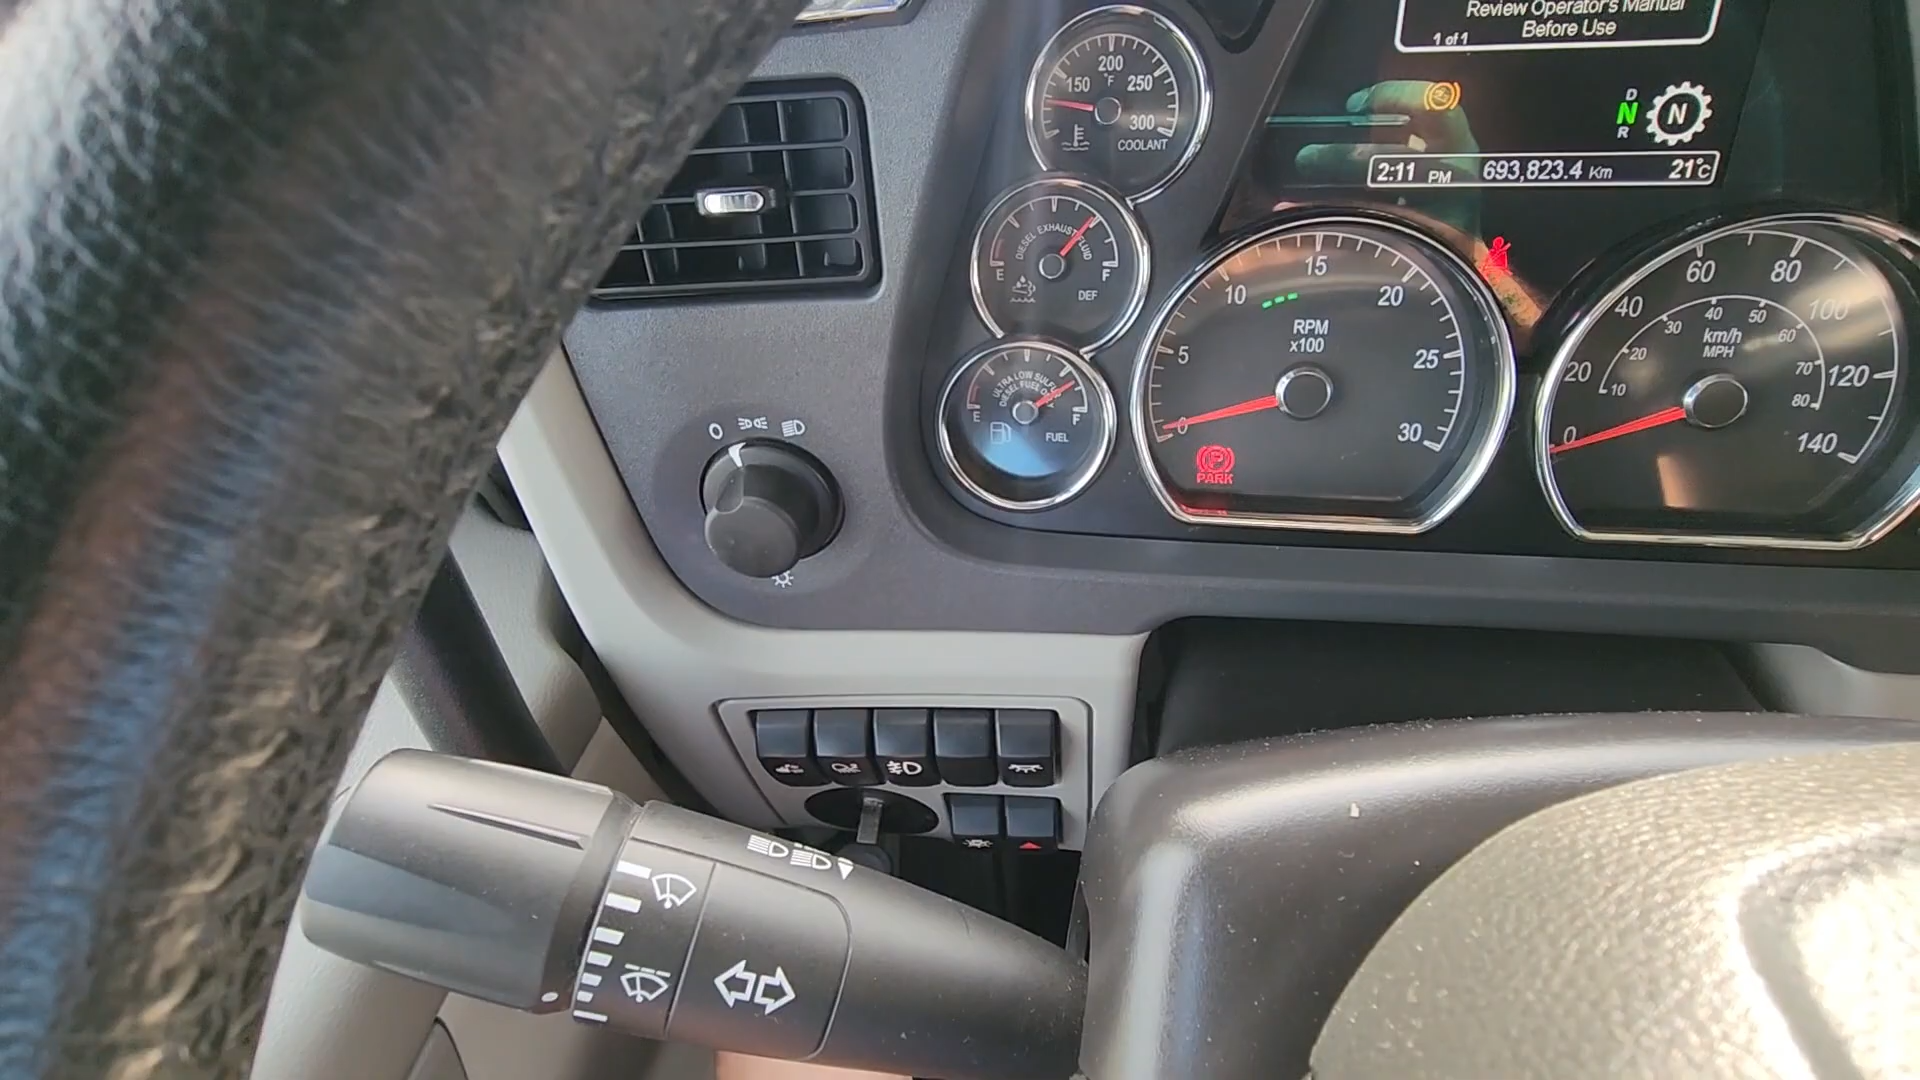 Review Operator's Manual
Before Use
1 of 1
D
N
R
N
2:11 PM 693,823.4 Km 21°C
200
150 °F 250
300
COOLANT
DIESEL EXHAUST FLUID
E F
DEF
ULTRA LOW SULFUR
DIESEL FUEL ONLY
E F
FUEL
15
10 20
RPM
x100
5 25
0 30
PARK
60 80
40 100
40 50
30 60
km/h
MPH
20 70
20 120
10 80
0 140
O